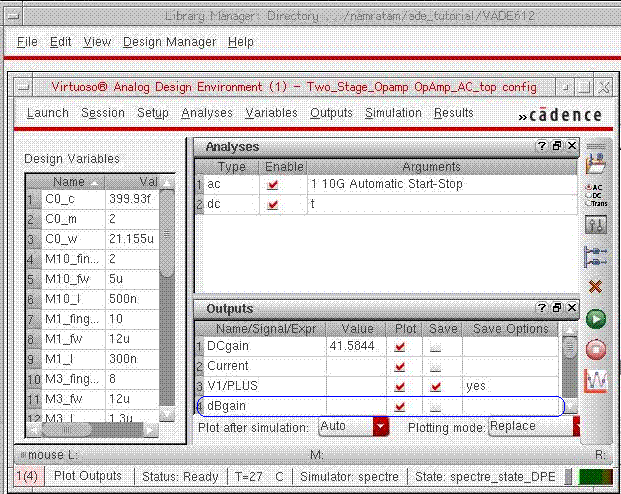 Library Manager: Directory .../namratam/ade_tutorial/VADE612
File Edit View Design Manager Help
Virtuoso® Analog Design Environment (1) - Two_Stage_Opamp OpAmp_AC_top config
Launch Session Setup Analyses Variables Outputs Simulation Results
cādence
Design Variables
Name Val
1 C0_c 399.93f
2 C0_m 2
3 C0_w 21.155u
4 M10_fin... 2
5 M10_fw 5u
6 M10_l 500n
7 M1_fing... 10
8 M1_fw 12u
9 M1_l 300n
10 M3_fing... 8
11 M3_fw 12u
12 M3_l 1.3u
Analyses
Type Enable Arguments
1 ac 1 10G Automatic Start-Stop
2 dc t
Outputs
Name/Signal/Expr Value Plot Save Save Options
1 DCgain 41.5844
2 Current
3 V1/PLUS yes
4 dBgain
Plot after simulation: Auto Plotting mode: Replace
AC
DC
Trans
mouse L: M: R:
1(4) Plot Outputs Status: Ready T=27 C Simulator: spectre State: spectre_state_DPE